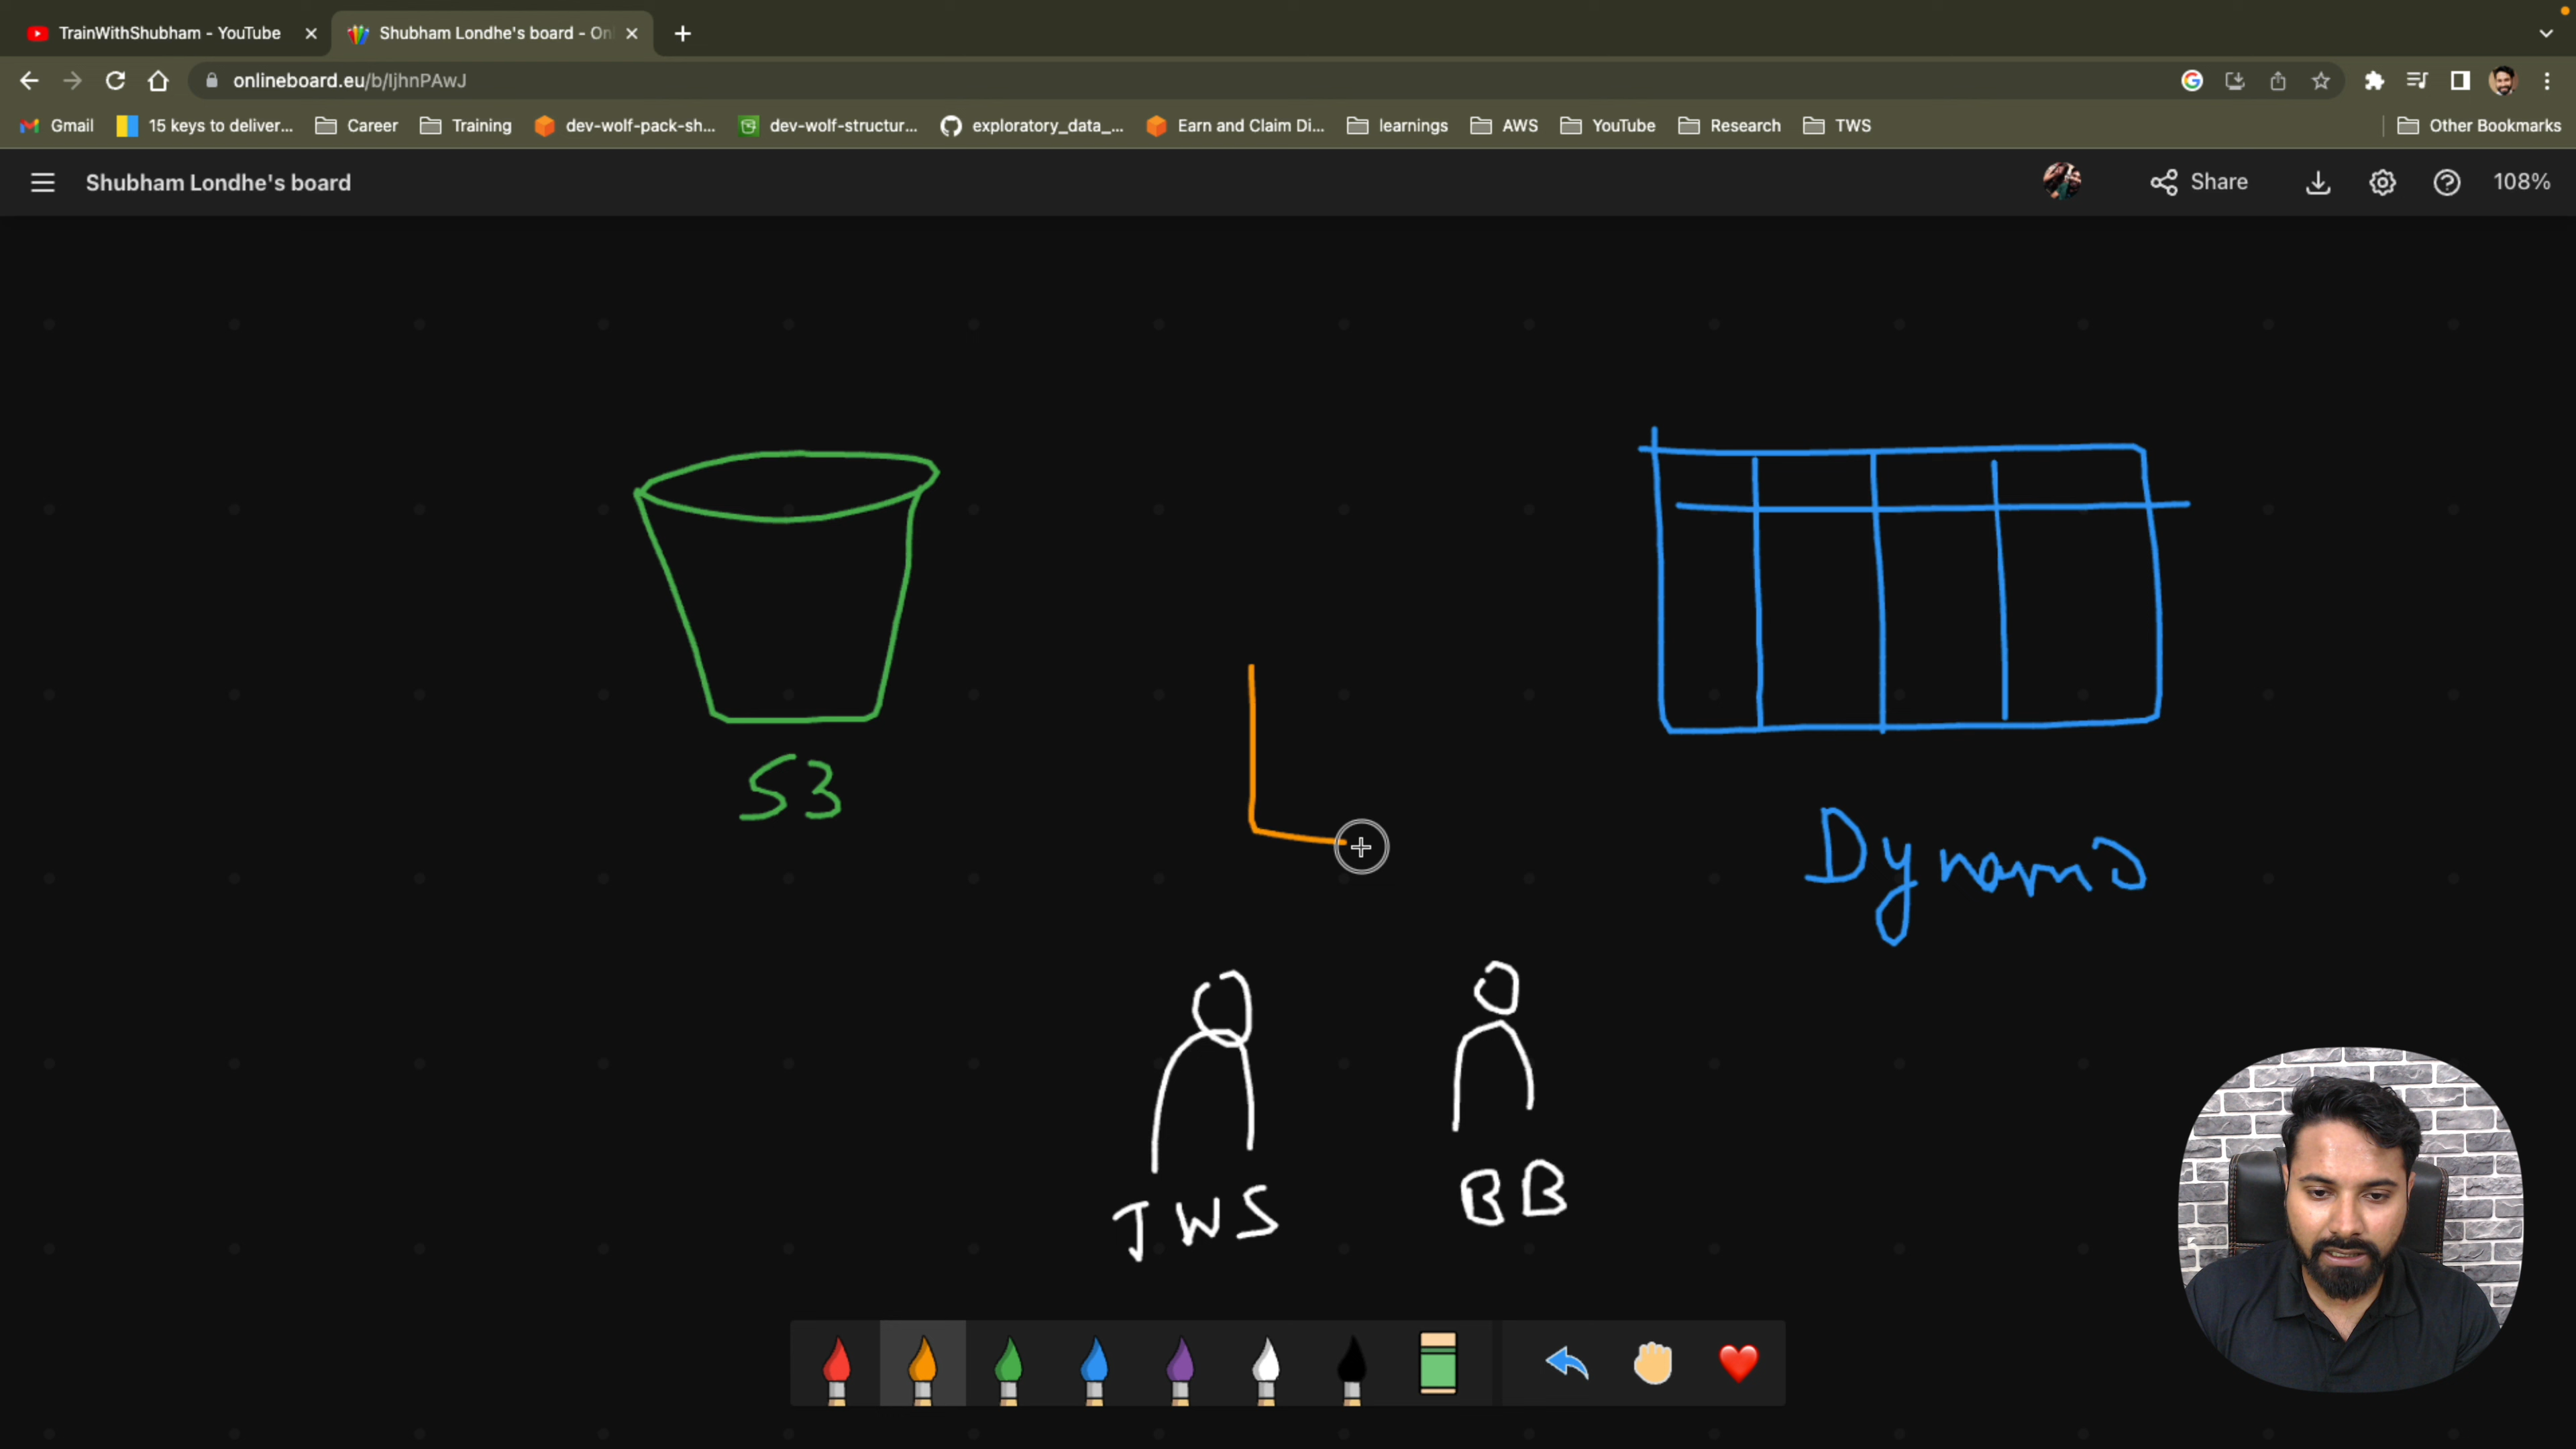 TrainWithShubham - YouTube
Shubham Londhe's board - Onl
onlineboard.eu/b/IjhnPAwJ
Gmail
15 keys to deliver...
Career
Training
dev-wolf-pack-sh...
dev-wolf-structur...
exploratory_data_...
Earn and Claim Di...
learnings
AWS
YouTube
Research
TWS
Other Bookmarks
Shubham Londhe's board
Share
108%
S3
Dynamo
JWS
BB